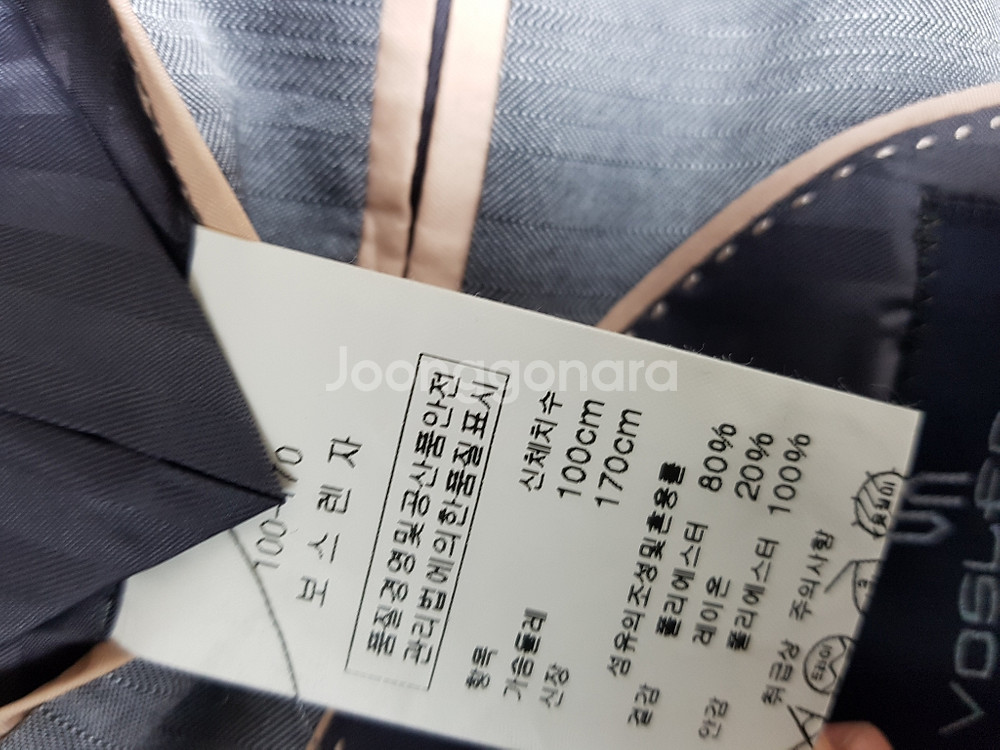 Joonggonara
100-170
보스렌자
품질경영및공산품안전
관리법에의한품질표시
항목 신체치수
가슴둘레 100cm
신장 170cm
섬유의조성및혼용률
겉감 폴리에스터 80%
레이온 20%
안감 폴리에스터 100%
취급상 주의사항